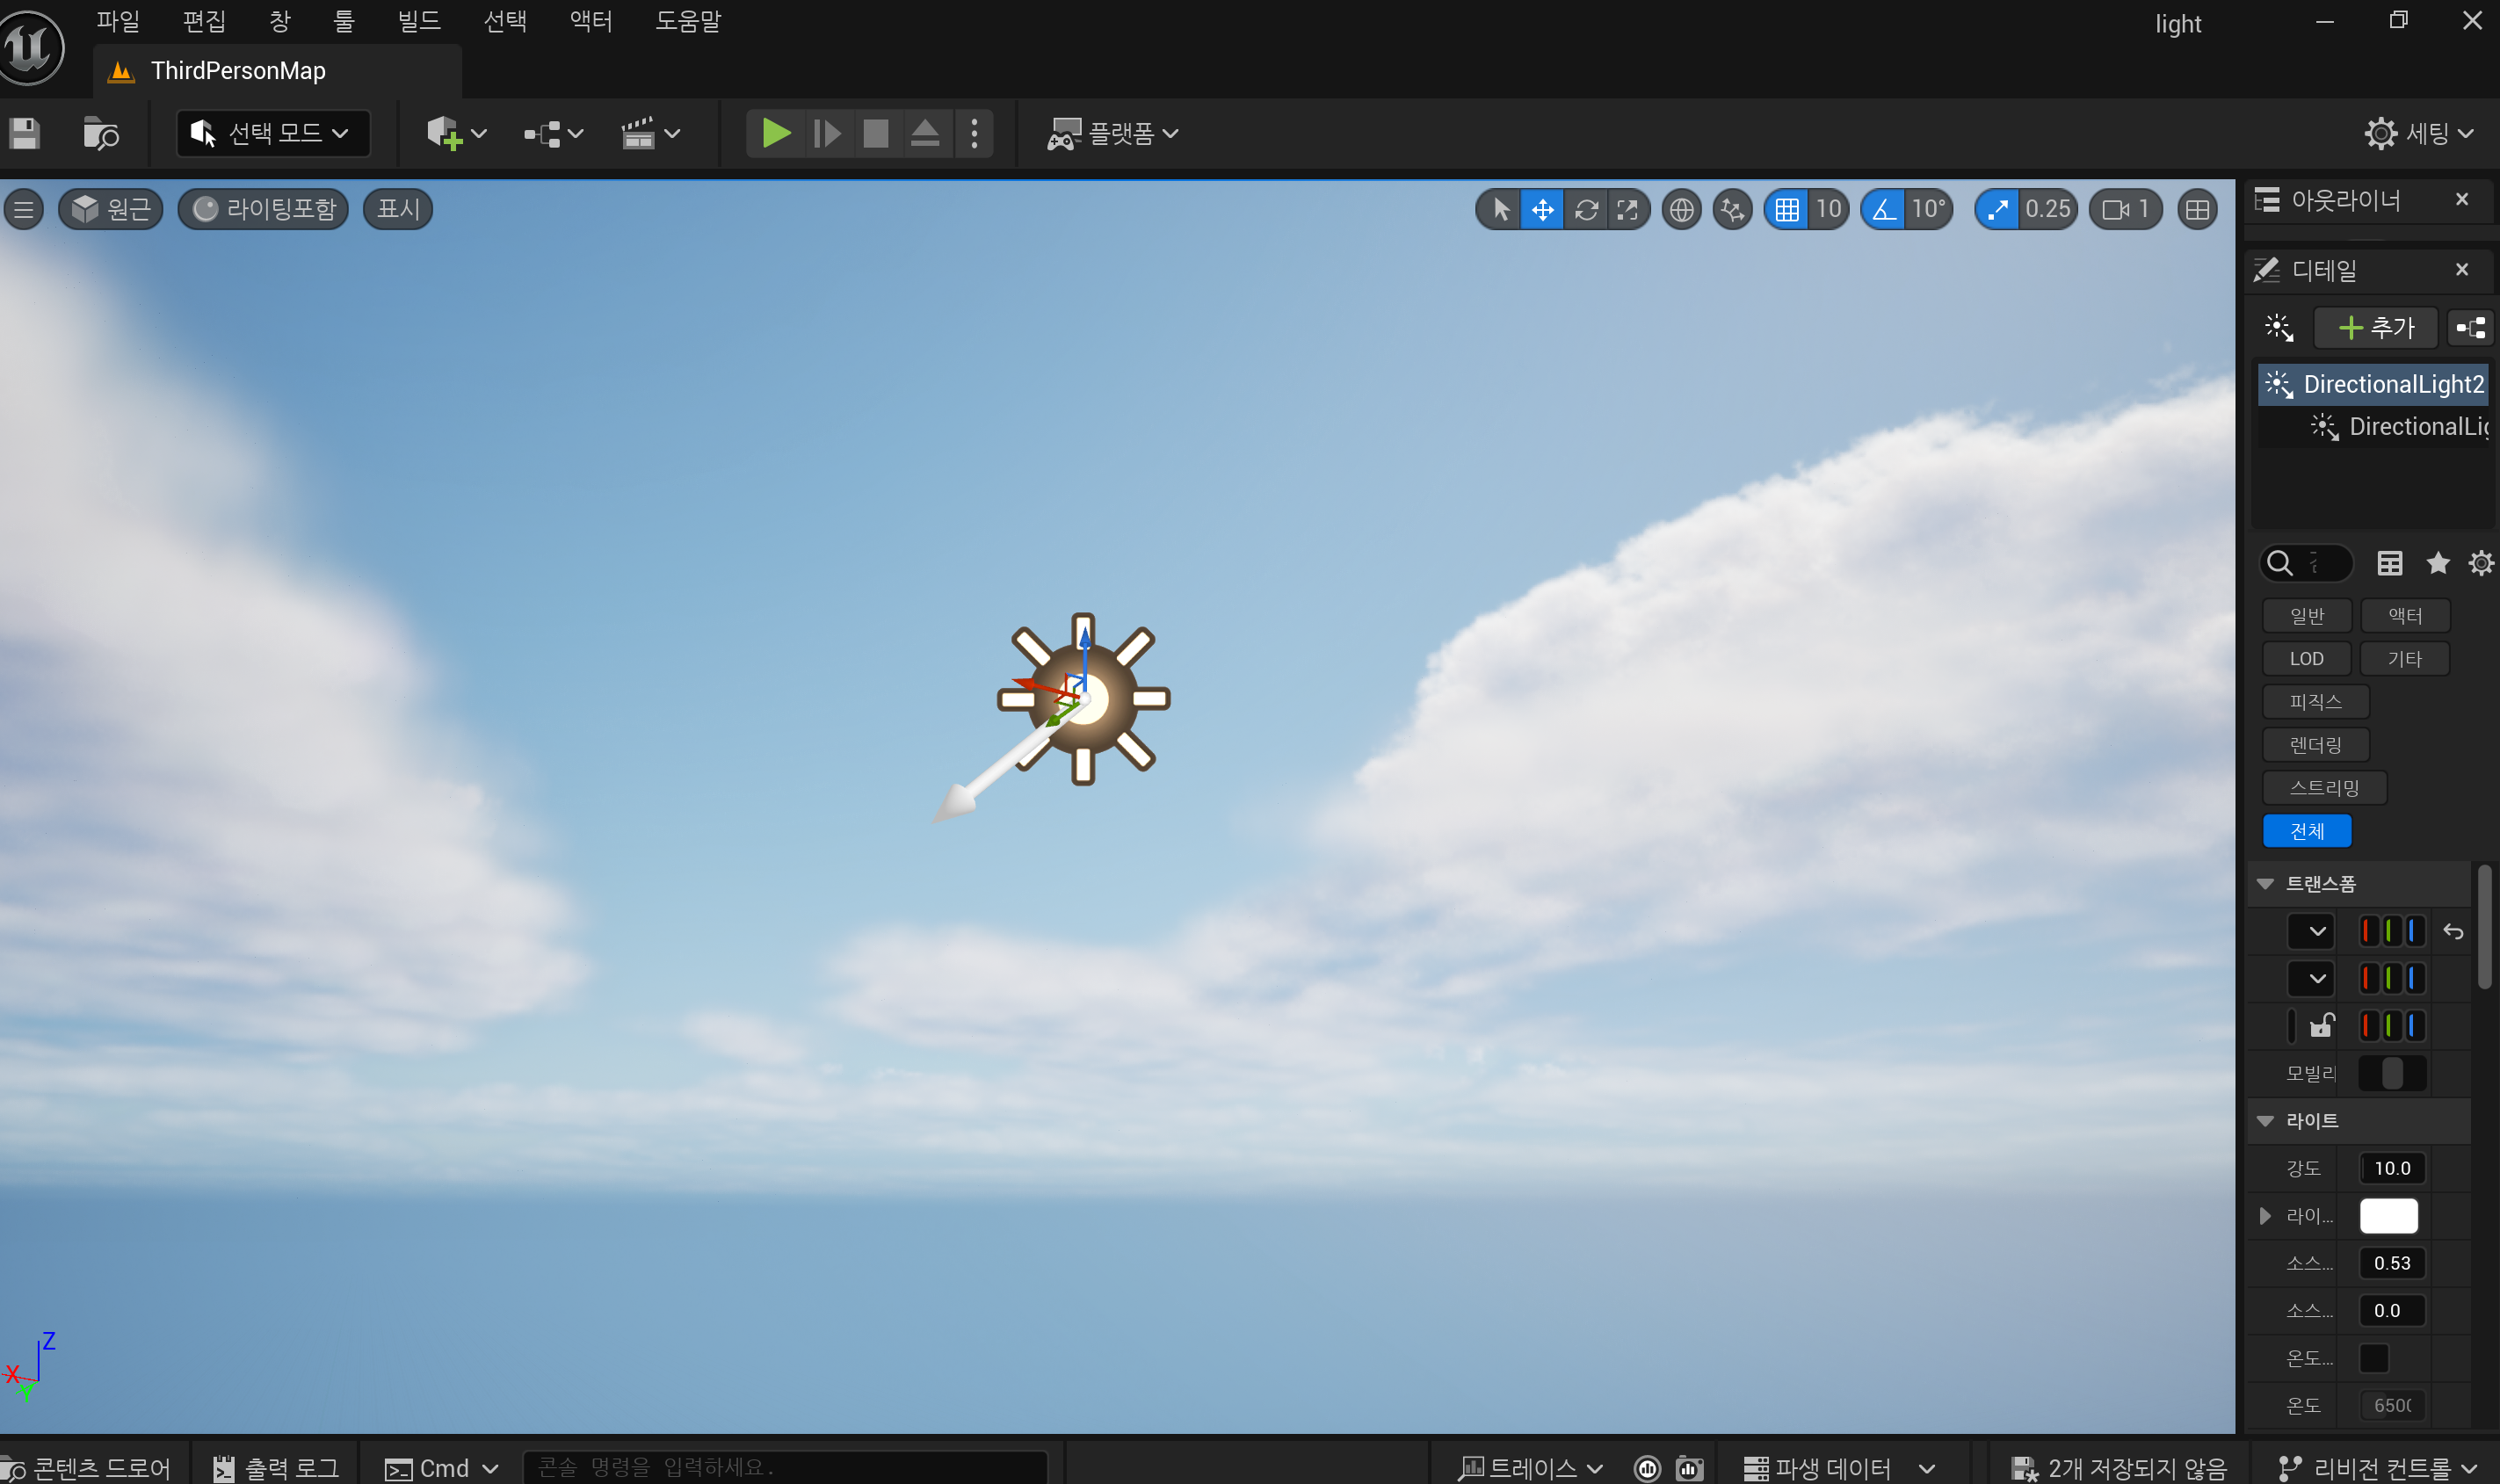 파일 편집 창 툴 빌드 선택 액터 도움말 light
ThirdPersonMap
선택 모드 플랫폼 세팅
원근 라이팅포함 표시 10 10° 0.25 1
아웃라이너
디테일
추가
DirectionalLight2
DirectionalLig
일반 액터
LOD 기타
피직스
렌더링
스트리밍
전체
트랜스폼
모빌리
라이트
강도 10.0
라이...
소스... 0.53
소스... 0.0
온도...
온도 6500
Z
X
Y
콘텐츠 드로어 출력 로그 Cmd 콘솔 명령을 입력하세요. 트레이스 파생 데이터 2개 저장되지 않음 리비전 컨트롤